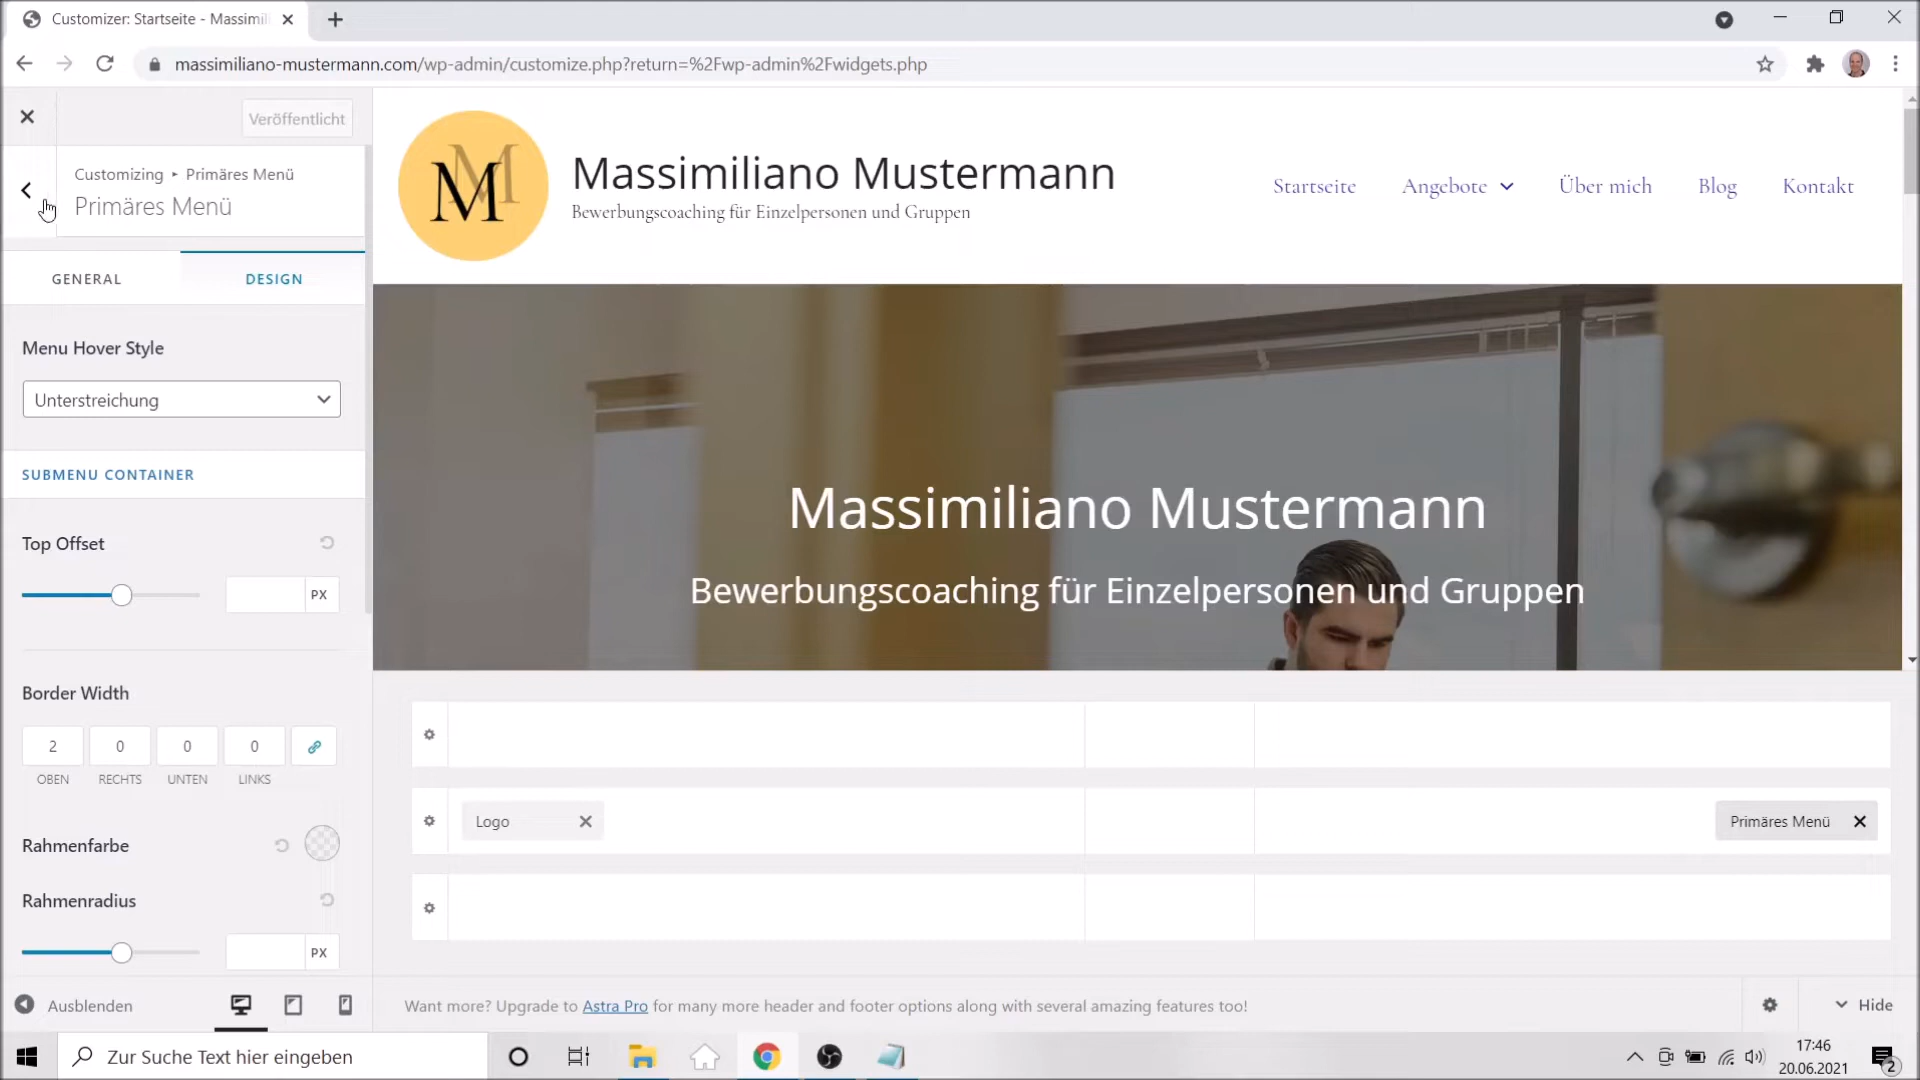 Customizer: Startseite - Massimili
massimiliano-mustermann.com/wp-admin/customize.php?return=%2Fwp-admin%2Fwidgets.php
Veröffentlicht
Customizing ▸ Primäres Menü
Primäres Menü
GENERAL
DESIGN
Menu Hover Style
Unterstreichung
SUBMENU CONTAINER
Top Offset
PX
Border Width
2
0
0
0
OBEN
RECHTS
UNTEN
LINKS
Rahmenfarbe
Rahmenradius
PX
Ausblenden
M
M
Massimiliano Mustermann
Bewerbungscoaching für Einzelpersonen und Gruppen
Startseite
Angebote
Über mich
Blog
Kontakt
Massimiliano Mustermann
Bewerbungscoaching für Einzelpersonen und Gruppen
Logo
Primäres Menü
Want more? Upgrade to Astra Pro for many more header and footer options along with several amazing features too!
Hide
Zur Suche Text hier eingeben
17:46
20.06.2021
2